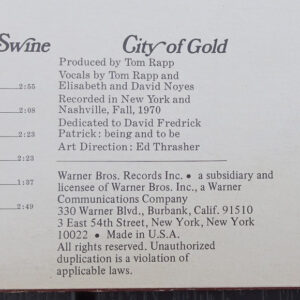 Swine City of Gold
Produced by Tom Rapp
Vocals by Tom Rapp and
2:55 Elisabeth and David Noyes
Recorded in New York and
2:08 Nashville, Fall, 1970
Dedicated to David Fredrick
2:23 Patrick: being and to be
Art Direction: Ed Thrasher
2:23
Warner Bros. Records Inc. • a subsidiary and
1:37 licensee of Warner Bros. Inc., a Warner
Communications Company
2:49 330 Warner Blvd., Burbank, Calif. 91510
3 East 54th Street, New York, New York
10022 • Made in U.S.A.
All rights reserved. Unauthorized
duplication is a violation of
applicable laws.